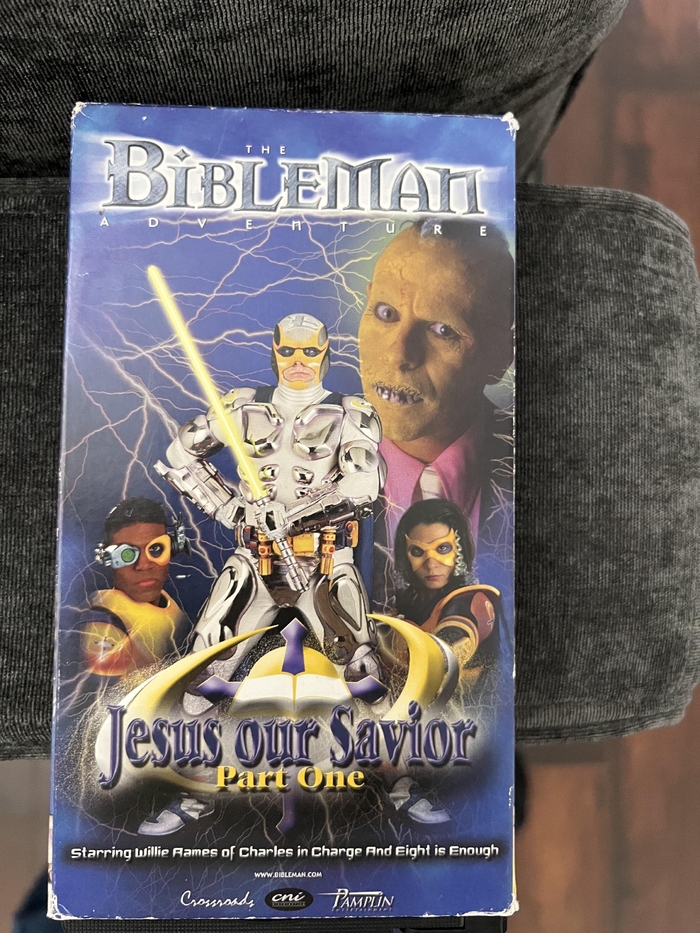 THE
BIBLEMAN
ADVENTURE
Jesus our Savior
Part One
Starring Willie Aames of Charles in Charge And Eight is Enough
WWW.BIBLEMAN.COM
Crossroads cni PAMPLIN